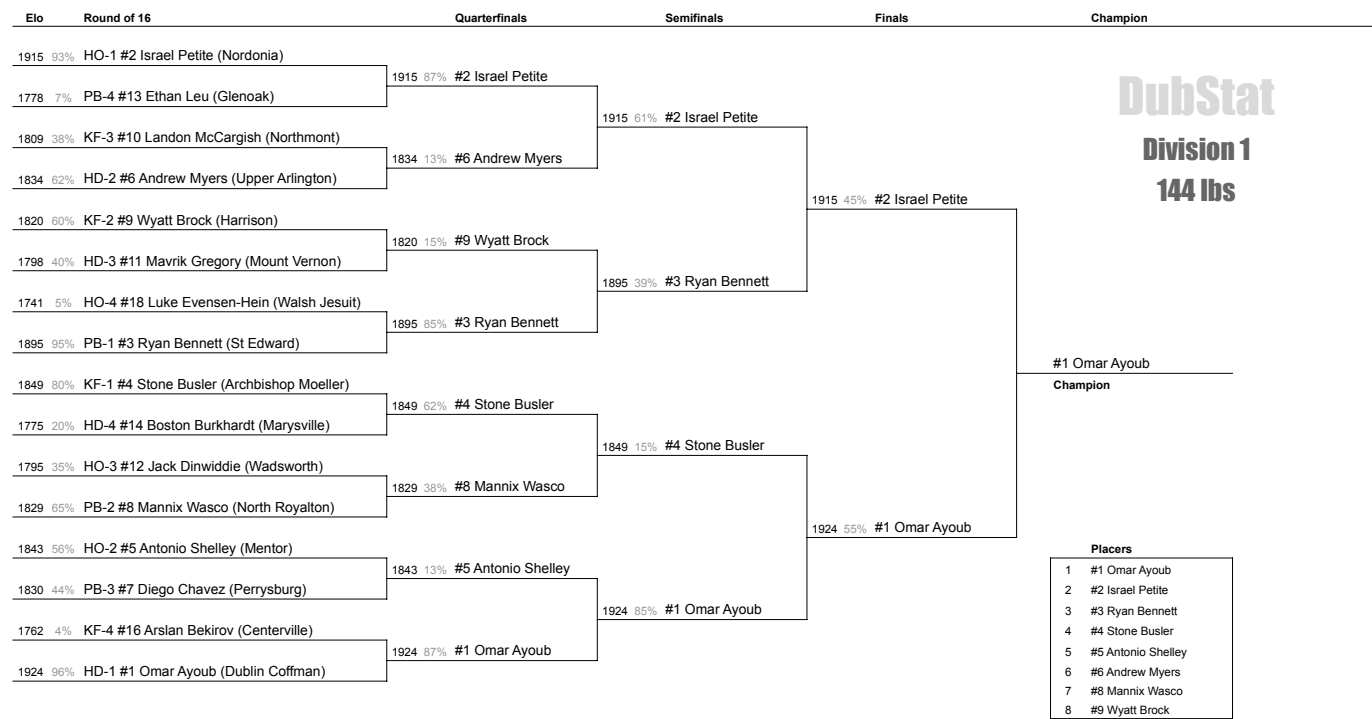 Elo Round of 16 Quarterfinals Semifinals Finals Champion
1915 93% HO-1 #2 Israel Petite (Nordonia)
1915 87% #2 Israel Petite
1778 7% PB-4 #13 Ethan Leu (Glenoak)
1915 61% #2 Israel Petite
1809 38% KF-3 #10 Landon McCargish (Northmont)
1834 13% #6 Andrew Myers
1834 62% HD-2 #6 Andrew Myers (Upper Arlington)
1915 45% #2 Israel Petite
1820 60% KF-2 #9 Wyatt Brock (Harrison)
1820 15% #9 Wyatt Brock
1798 40% HD-3 #11 Mavrik Gregory (Mount Vernon)
1895 39% #3 Ryan Bennett
1741 5% HO-4 #18 Luke Evensen-Hein (Walsh Jesuit)
1895 85% #3 Ryan Bennett
1895 95% PB-1 #3 Ryan Bennett (St Edward)
#1 Omar Ayoub
Champion
1849 80% KF-1 #4 Stone Busler (Archbishop Moeller)
1849 62% #4 Stone Busler
1775 20% HD-4 #14 Boston Burkhardt (Marysville)
1849 15% #4 Stone Busler
1795 35% HO-3 #12 Jack Dinwiddie (Wadsworth)
1829 38% #8 Mannix Wasco
1829 65% PB-2 #8 Mannix Wasco (North Royalton)
1924 55% #1 Omar Ayoub
1843 56% HO-2 #5 Antonio Shelley (Mentor)
1843 13% #5 Antonio Shelley
1830 44% PB-3 #7 Diego Chavez (Perrysburg)
1924 85% #1 Omar Ayoub
1762 4% KF-4 #16 Arslan Bekirov (Centerville)
1924 87% #1 Omar Ayoub
1924 96% HD-1 #1 Omar Ayoub (Dublin Coffman)
DubStat
Division 1
144 lbs
Placers
1 #1 Omar Ayoub
2 #2 Israel Petite
3 #3 Ryan Bennett
4 #4 Stone Busler
5 #5 Antonio Shelley
6 #6 Andrew Myers
7 #8 Mannix Wasco
8 #9 Wyatt Brock